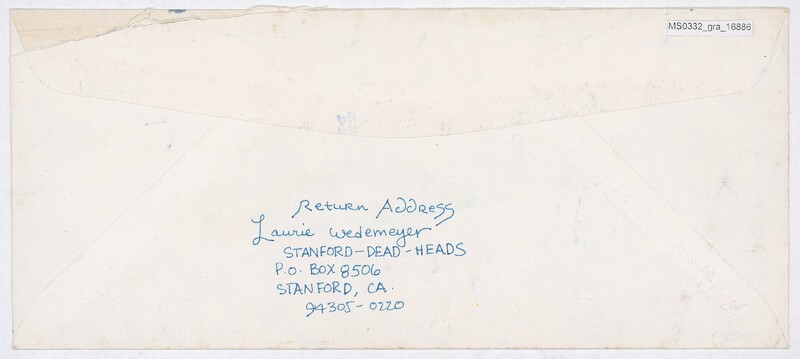 MS0332_gra_16886
Return Address
Laurie Wedemeyer
STANFORD-DEAD-HEADS
P.O. BOX 8506
STANFORD, CA.
94305-0220